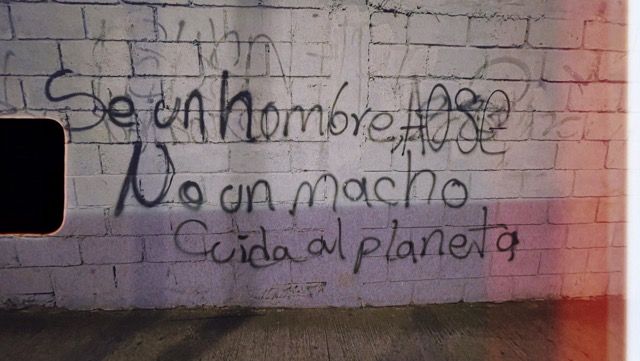 Se un hombre,
No un macho
Cuida al planeta